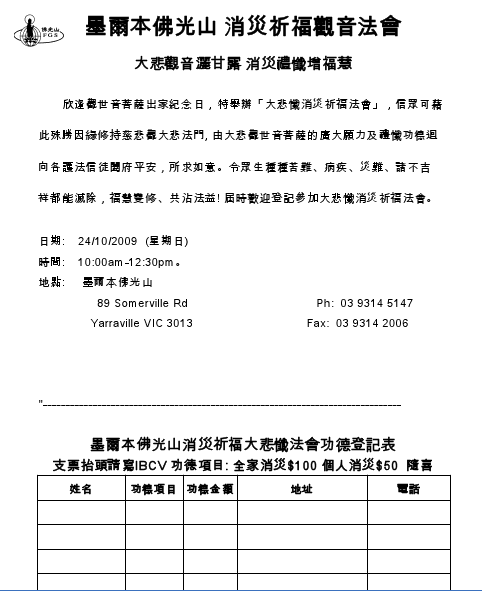 佛光山
FGS
墨爾本佛光山 消災祈福觀音法會
大悲觀音灑甘露 消災禮懺增福慧
欣逢觀世音菩薩出家紀念日，特舉辦「大悲懺消災祈福法會」，信眾可藉
此殊勝因緣修持慈悲觀大悲法門, 由大悲觀世音菩薩的廣大願力及禮懺功德迴
向各護法信徒闔府平安，所求如意。令眾生種種苦難、病疾、災難、諸不吉
祥都能滅除，福慧雙修、共沾法益! 屆時歡迎登記參加大悲懺消災祈福法會。
日期: 24/10/2009 (星期日)
時間: 10:00am-12:30pm。
地點: 墨爾本佛光山
89 Somerville Rd Ph: 03 9314 5147
Yarraville VIC 3013 Fax: 03 9314 2006
墨爾本佛光山消災祈福大悲懺法會功德登記表
支票抬頭請寫IBCV 功德項目: 全家消災$100 個人消災$50 隨喜
姓名 功德項目 功德金額 地址 電話